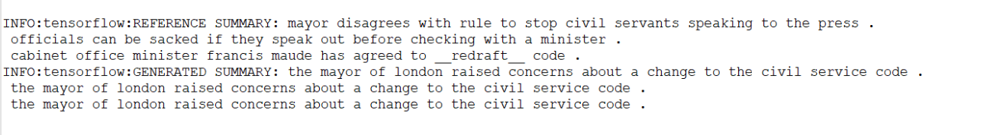 INFO:tensorflow:REFERENCE SUMMARY: mayor disagrees with rule to stop civil servants speaking to the press .
officials can be sacked if they speak out before checking with a minister .
cabinet office minister francis maude has agreed to __redraft__ code .
INFO:tensorflow:GENERATED SUMMARY: the mayor of london raised concerns about a change to the civil service code .
the mayor of london raised concerns about a change to the civil service code .
the mayor of london raised concerns about a change to the civil service code .